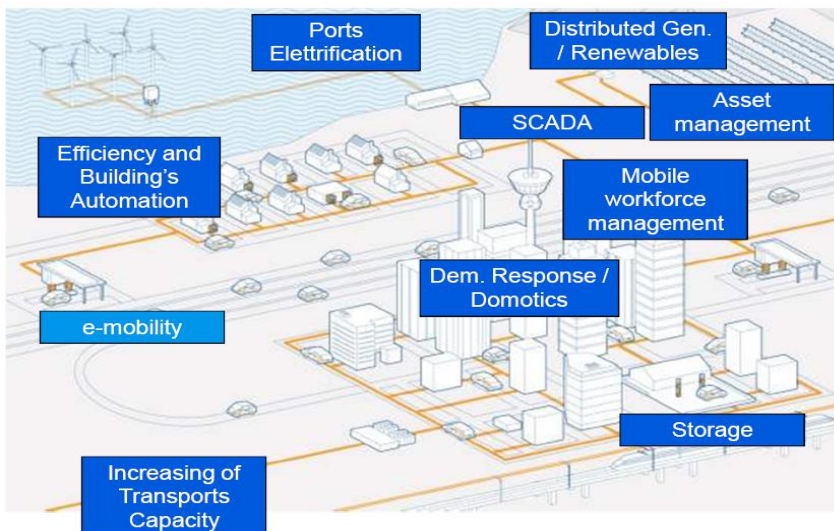 Ports
Elettrification
Distributed Gen.
/ Renewables
Asset
management
SCADA
Efficiency and
Building's
Automation
Mobile
workforce
management
Dem. Response /
Domotics
e-mobility
Storage
Increasing of
Transports
Capacity